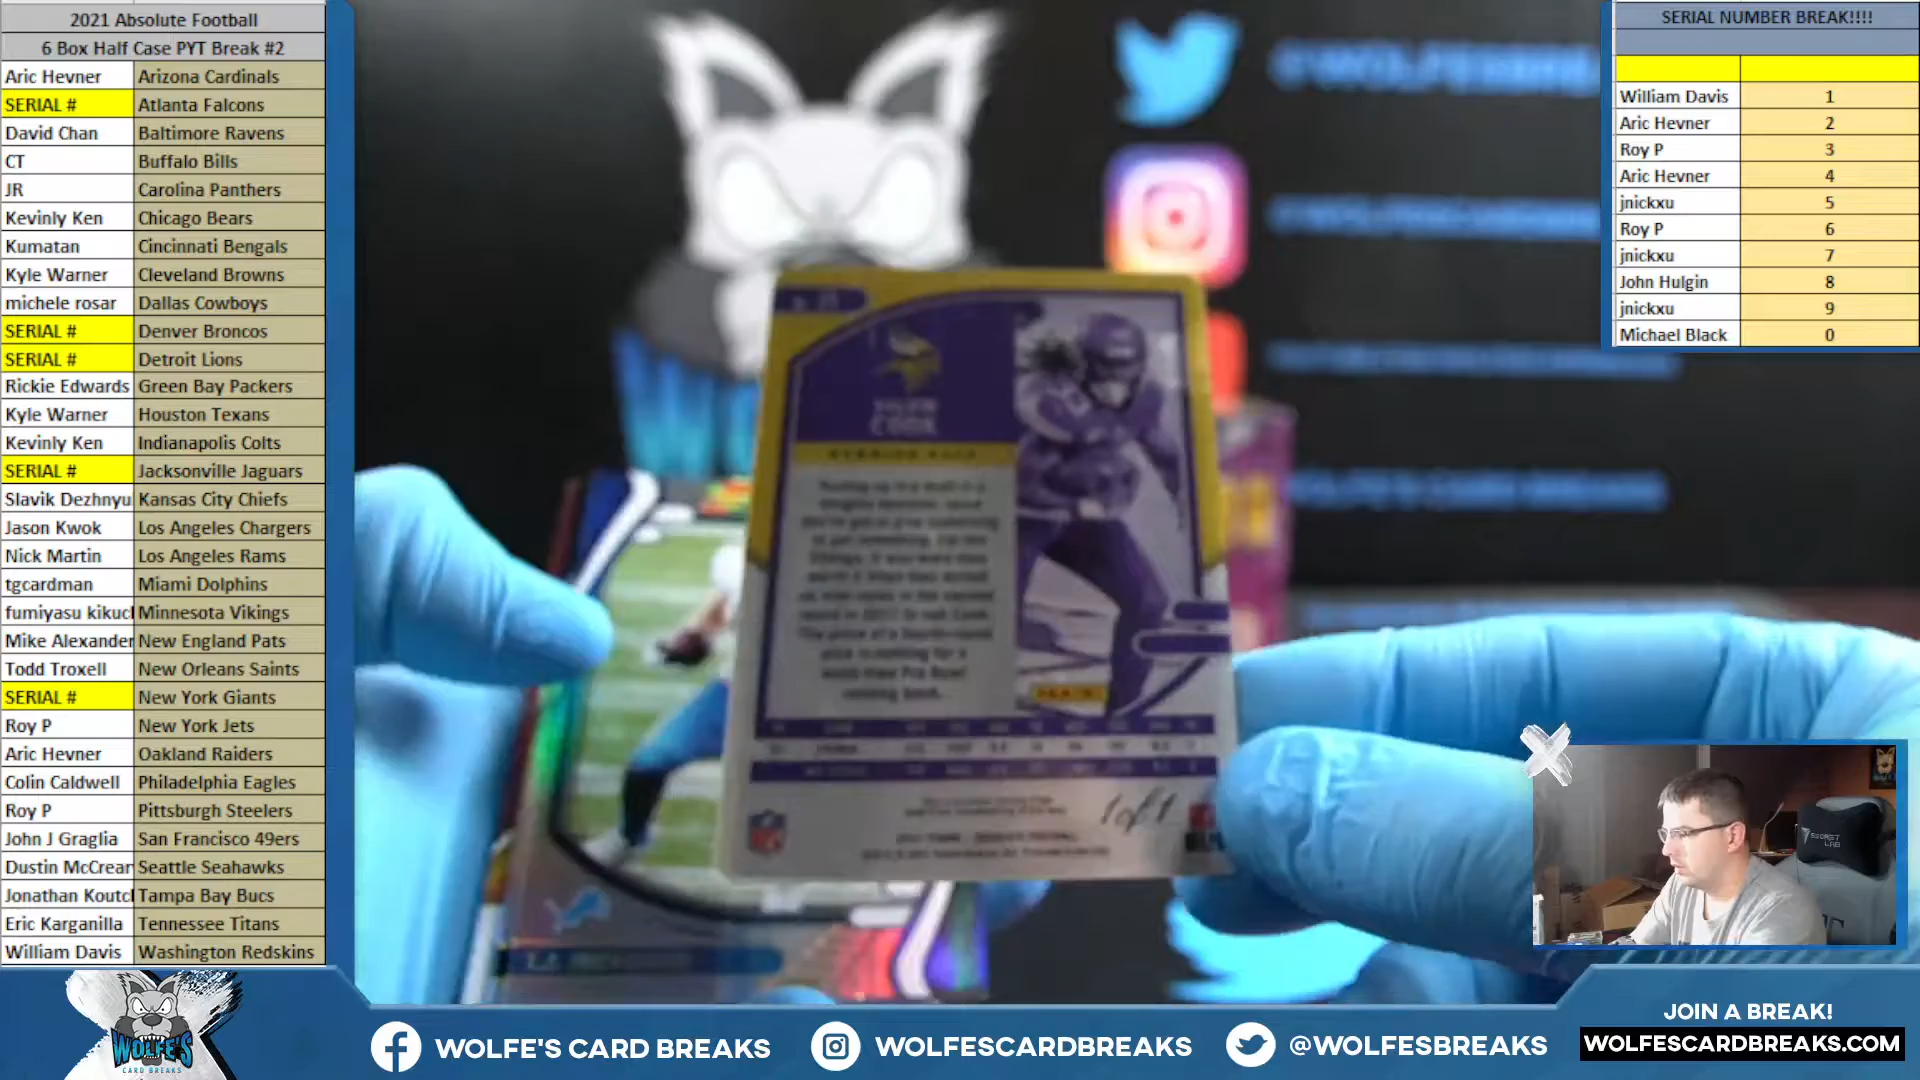 2021 Absolute Football
6 Box Half Case PYT Break #2
Aric Hevner Arizona Cardinals
SERIAL # Atlanta Falcons
David Chan Baltimore Ravens
CT Buffalo Bills
JR Carolina Panthers
Kevinly Ken Chicago Bears
Kumatan Cincinnati Bengals
Kyle Warner Cleveland Browns
michele rosar Dallas Cowboys
SERIAL # Denver Broncos
SERIAL # Detroit Lions
Rickie Edwards Green Bay Packers
Kyle Warner Houston Texans
Kevinly Ken Indianapolis Colts
SERIAL # Jacksonville Jaguars
Slavik Dezhnyu Kansas City Chiefs
Jason Kwok Los Angeles Chargers
Nick Martin Los Angeles Rams
tgcardman Miami Dolphins
fumiyasu kikucl Minnesota Vikings
Mike Alexander New England Pats
Todd Troxell New Orleans Saints
SERIAL # New York Giants
Roy P New York Jets
Aric Hevner Oakland Raiders
Colin Caldwell Philadelphia Eagles
Roy P Pittsburgh Steelers
John J Graglia San Francisco 49ers
Dustin McCrear Seattle Seahawks
Jonathan Koutcl Tampa Bay Bucs
Eric Karganilla Tennessee Titans
William Davis Washington Redskins
SERIAL NUMBER BREAK!!!!
William Davis 1
Aric Hevner 2
Roy P 3
Aric Hevner 4
jnickxu 5
Roy P 6
jnickxu 7
John Hulgin 8
jnickxu 9
Michael Black 0
COOK
1 of 1
WOLFE'S
CARD BREAKS
WOLFE'S CARD BREAKS
WOLFESCARDBREAKS
@WOLFESBREAKS
JOIN A BREAK!
WOLFESCARDBREAKS.COM